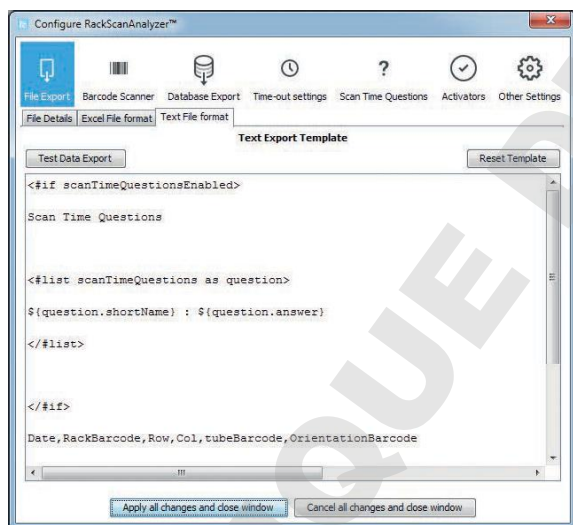 Configure RackScanAnalyzer™
File Export Barcode Scanner Database Export Time-out settings Scan Time Questions Activators Other Settings
File Details Excel File format Text File format
Text Export Template
Test Data Export Reset Template
<#if scanTimeQuestionsEnabled>
Scan Time Questions
<#list scanTimeQuestions as question>
${question.shortName} : ${question.answer}
</#list>
</#if>
Date,RackBarcode,Row,Col,tubeBarcode,OrientationBarcode
Apply all changes and close window Cancel all changes and close window